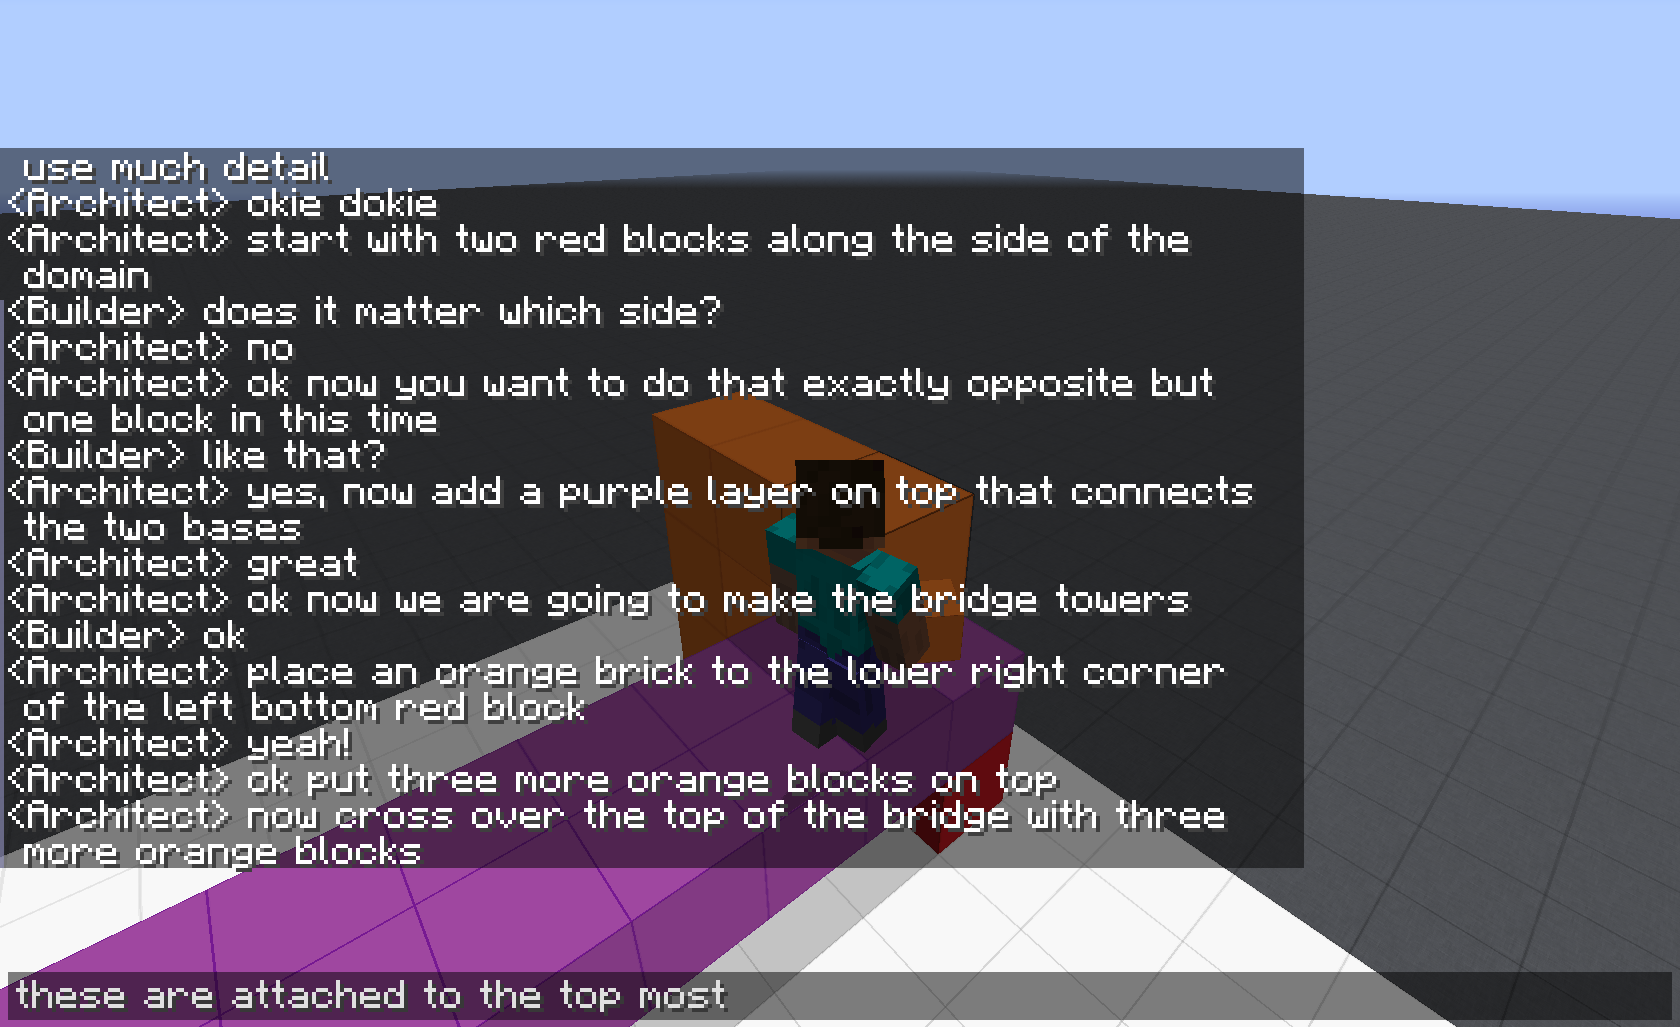 use much detail
<Architect> okie dokie
<Architect> start with two red blocks along the side of the
domain
<Builder> does it matter which side?
<Architect> no
<Architect> ok now you want to do that exactly opposite but
one block in this time
<Builder> like that?
<Architect> yes, now add a purple layer on top that connects
the two bases
<Architect> great
<Architect> ok now we are going to make the bridge towers
<Builder> ok
<Architect> place an orange brick to the lower right corner
of the left bottom red block
<Architect> yeah!
<Architect> ok put three more orange blocks on top
<Architect> now cross over the top of the bridge with three
more orange blocks
these are attached to the top most